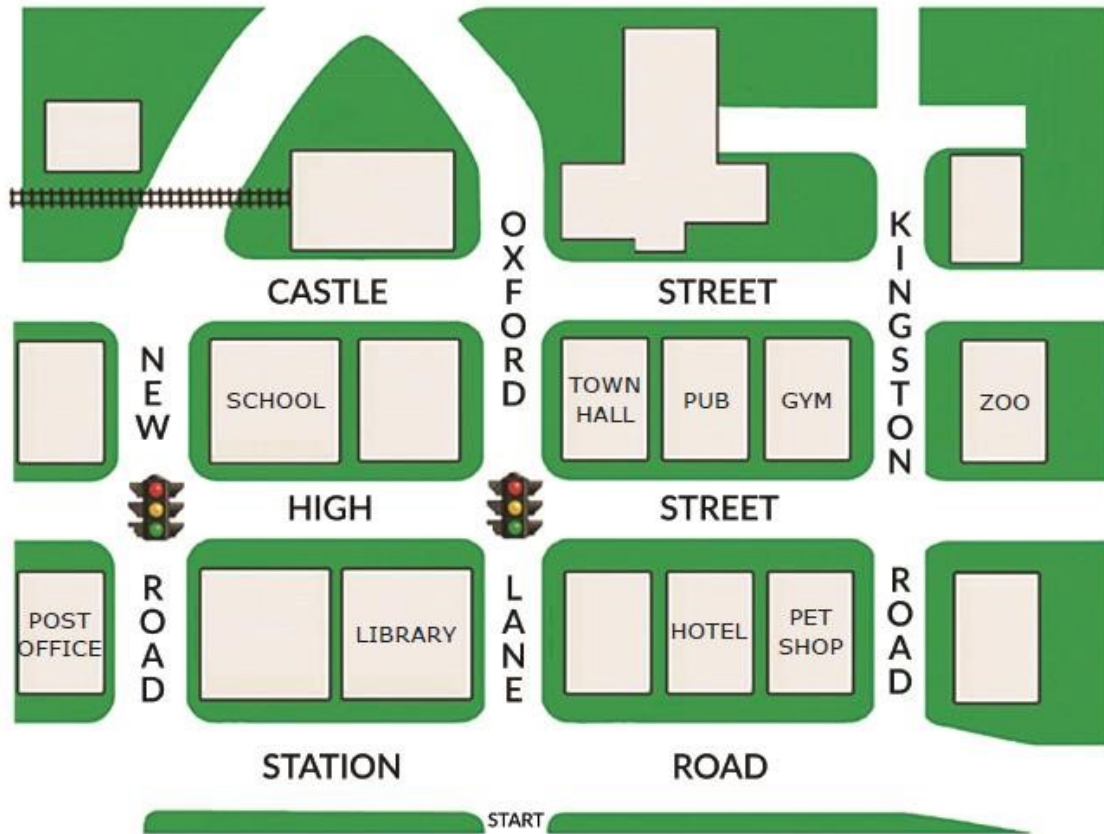 CASTLE STREET
OXFORD
KINGSTON
NEW
SCHOOL
TOWN
HALL
PUB
GYM
ZOO
HIGH STREET
POST
OFFICE
ROAD
LIBRARY
LANE
HOTEL
PET
SHOP
ROAD
STATION ROAD
START